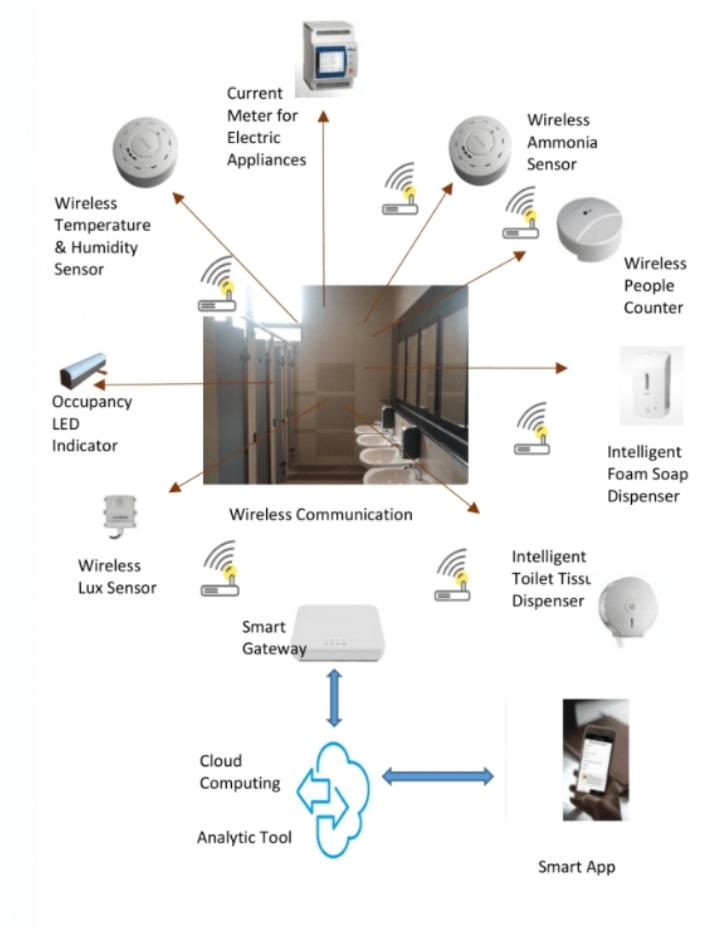 Current
Meter for
Electric
Appliances
Wireless
Ammonia
Sensor
Wireless
Temperature
& Humidity
Sensor
Wireless
People
Counter
Occupancy
LED
Indicator
Intelligent
Foam Soap
Dispenser
Wireless Communication
Wireless
Lux Sensor
Intelligent
Toilet Tissu
Dispenser
Smart
Gateway
Cloud
Computing
Analytic Tool
Smart App